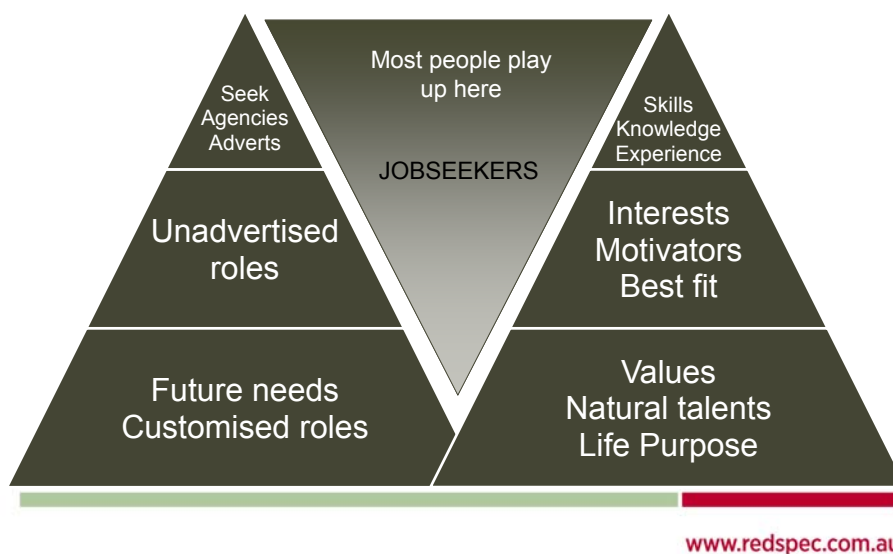 Seek
Agencies
Adverts
Unadvertised
roles
Future needs
Customised roles
Most people play
up here
JOBSEEKERS
Skills
Knowledge
Experience
Interests
Motivators
Best fit
Values
Natural talents
Life Purpose
www.redspec.com.au